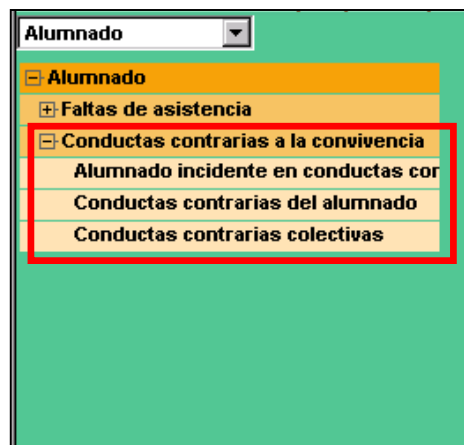 Alumnado
Alumnado
Faltas de asistencia
Conductas contrarias a la convivencia
Alumnado incidente en conductas cor
Conductas contrarias del alumnado
Conductas contrarias colectivas